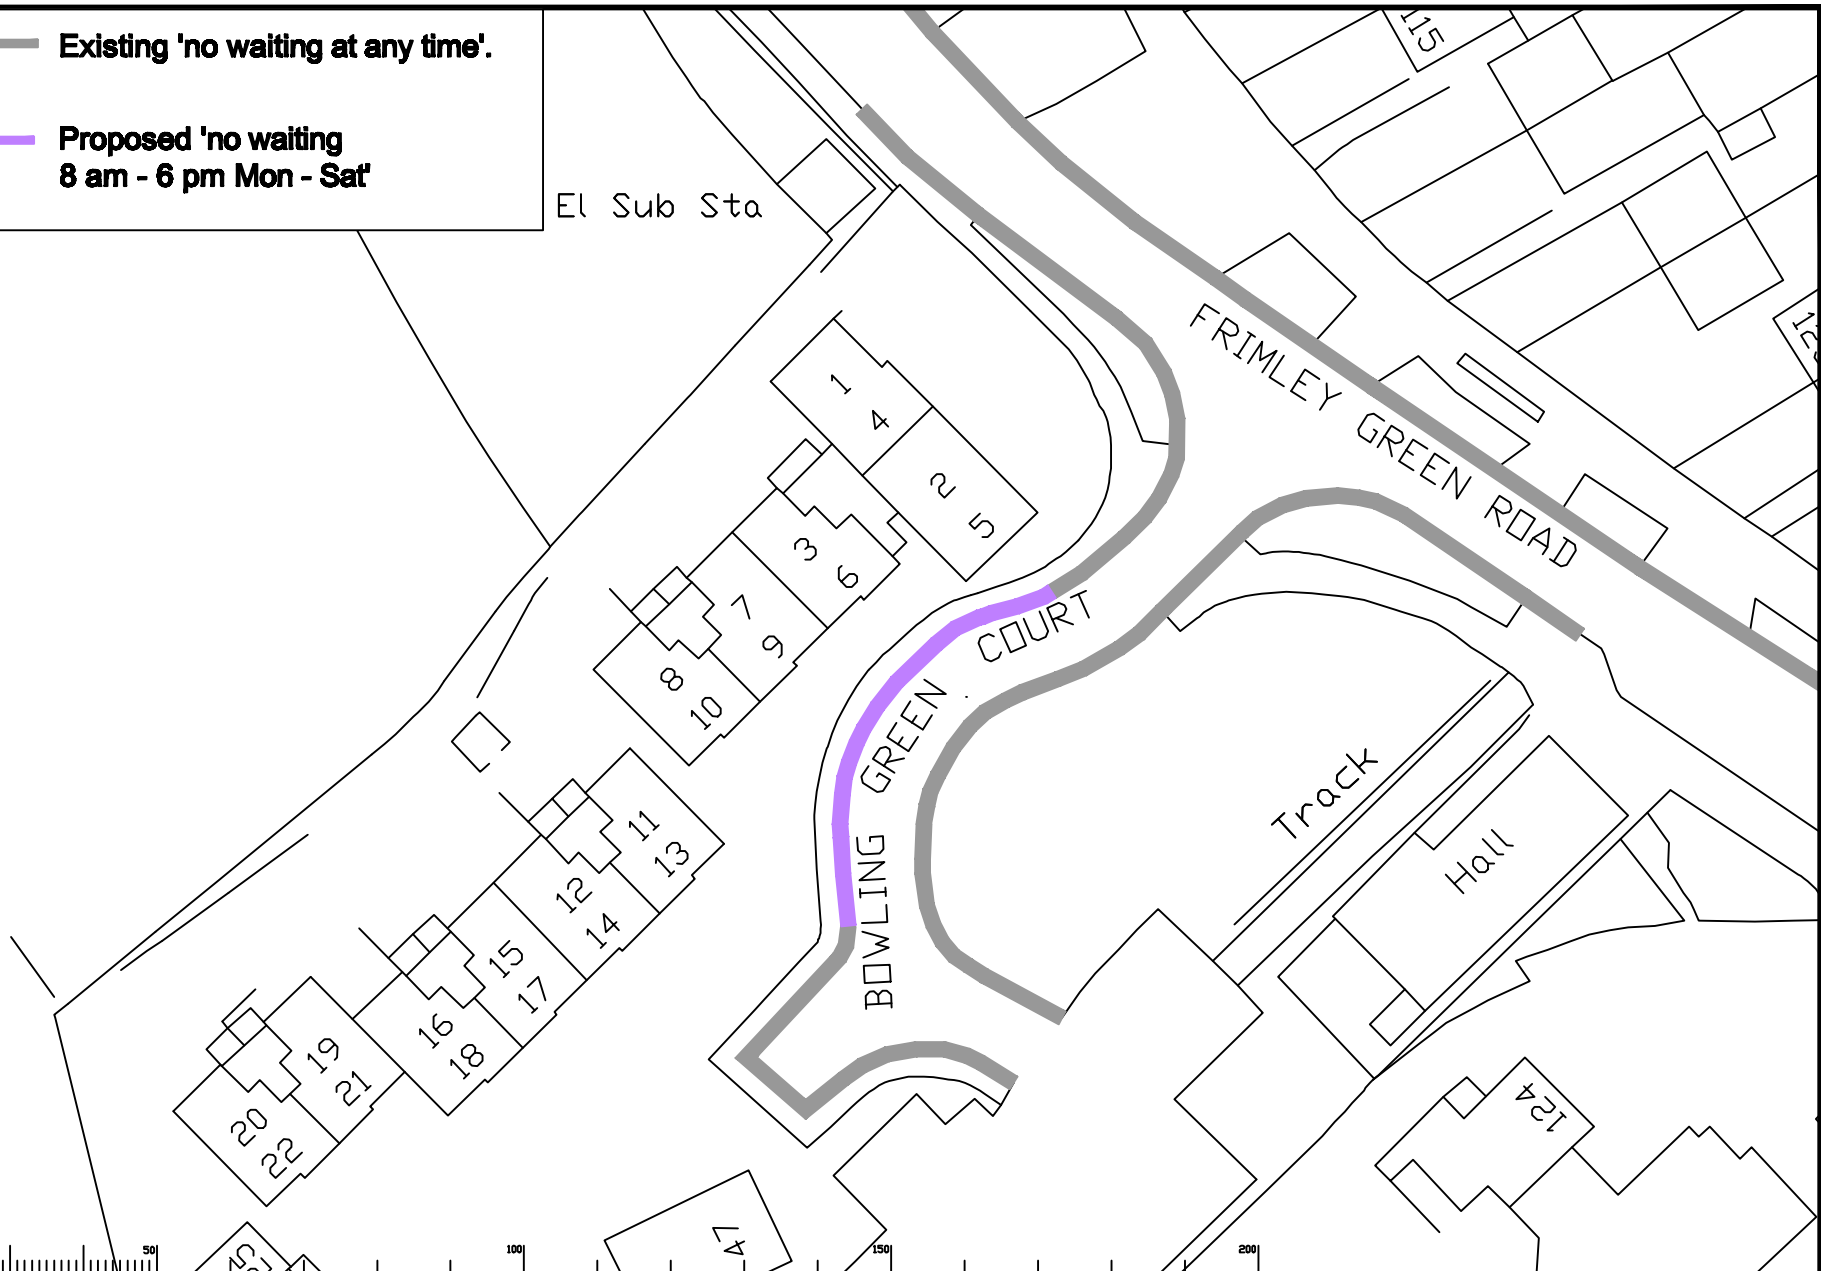 Existing 'no waiting at any time'.
Proposed 'no waiting
8 am - 6 pm Mon - Sat'
El Sub Sta
115
FRIMLEY GREEN ROAD
1
4
2
5
3
6
7
9
8
10
COURT
GREEN
BOWLING
11
13
12
14
15
17
16
18
19
21
20
22
Track
Hall
124
47
50
100
150
200